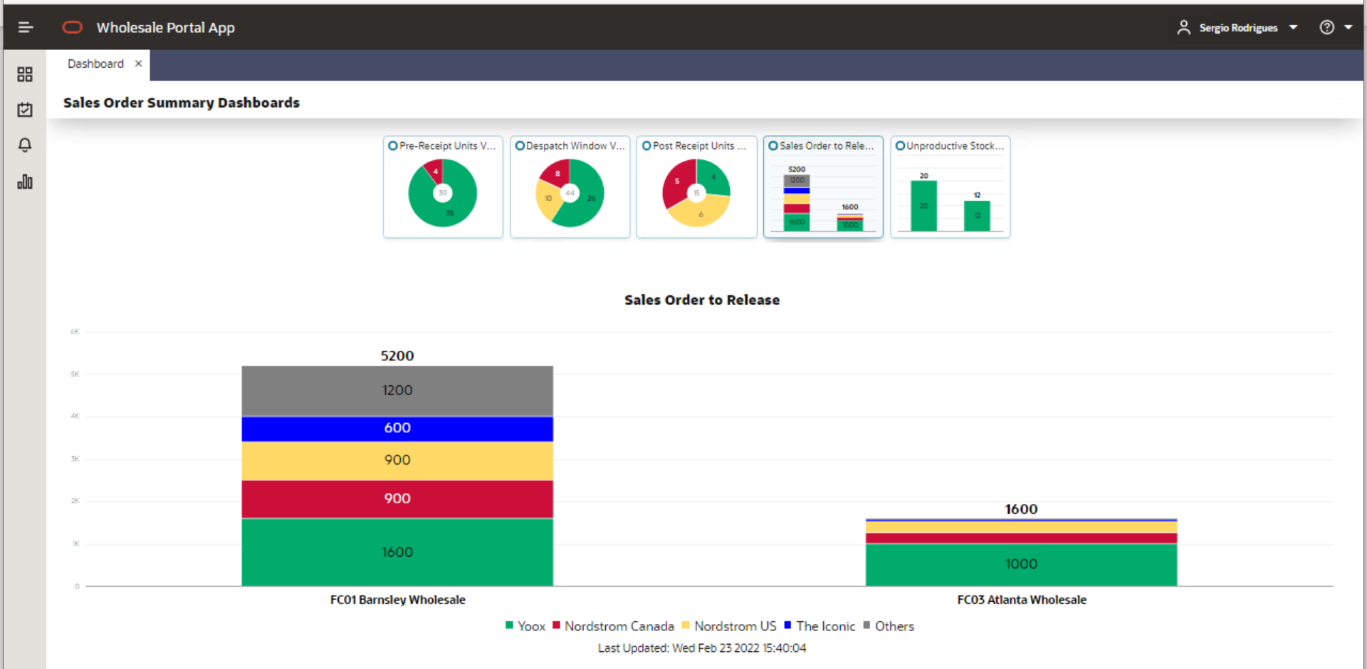 Wholesale Portal App
Sergio Rodrigues
Dashboard ×
Sales Order Summary Dashboards
Pre-Receipt Units V...
4
39
35
Despatch Window V...
8
44
10
26
Post Receipt Units ...
5
4
15
6
Sales Order to Rele...
5200
1200
1600
1600
1000
Unproductive Stock...
20
20
12
12
Sales Order to Release
6K
5K
4K
3K
2K
1K
0
5200
1200
600
900
900
1600
1600
1000
FC01 Barnsley Wholesale
FC03 Atlanta Wholesale
Yoox Nordstrom Canada Nordstrom US The Iconic Others
Last Updated: Wed Feb 23 2022 15:40:04